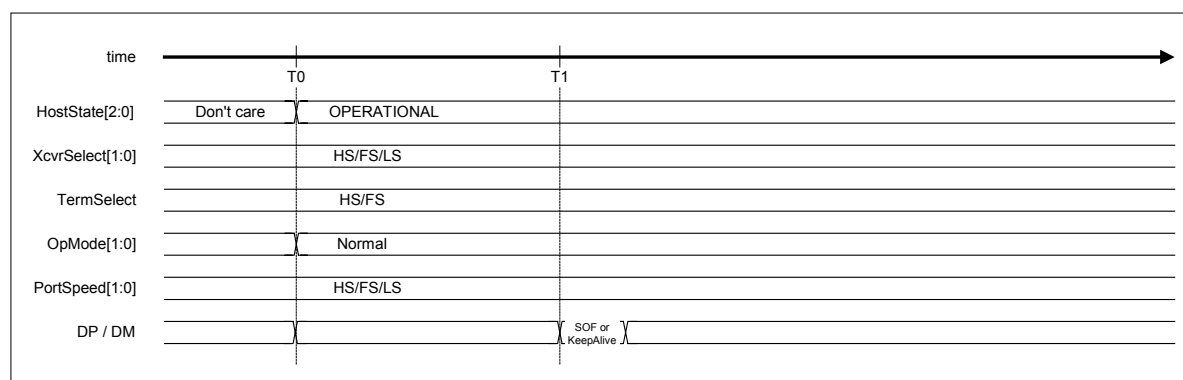 time
T0 T1
HostState[2:0] Don't care OPERATIONAL
XcvrSelect[1:0] HS/FS/LS
TermSelect HS/FS
OpMode[1:0] Normal
PortSpeed[1:0] HS/FS/LS
DP / DM SOF or
KeepAlive